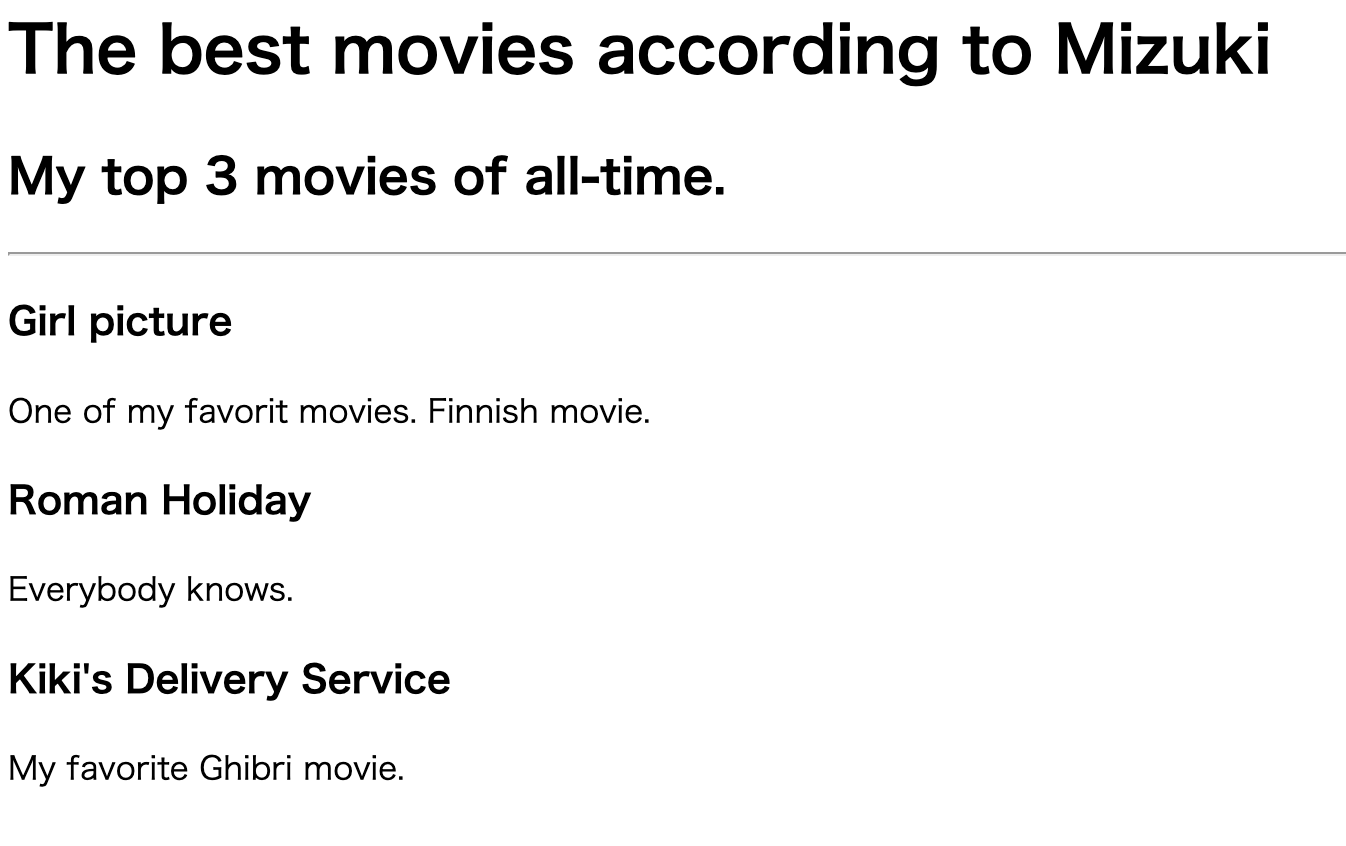 The best movies according to Mizuki
My top 3 movies of all-time.
Girl picture
One of my favorit movies. Finnish movie.
Roman Holiday
Everybody knows.
Kiki's Delivery Service
My favorite Ghibri movie.